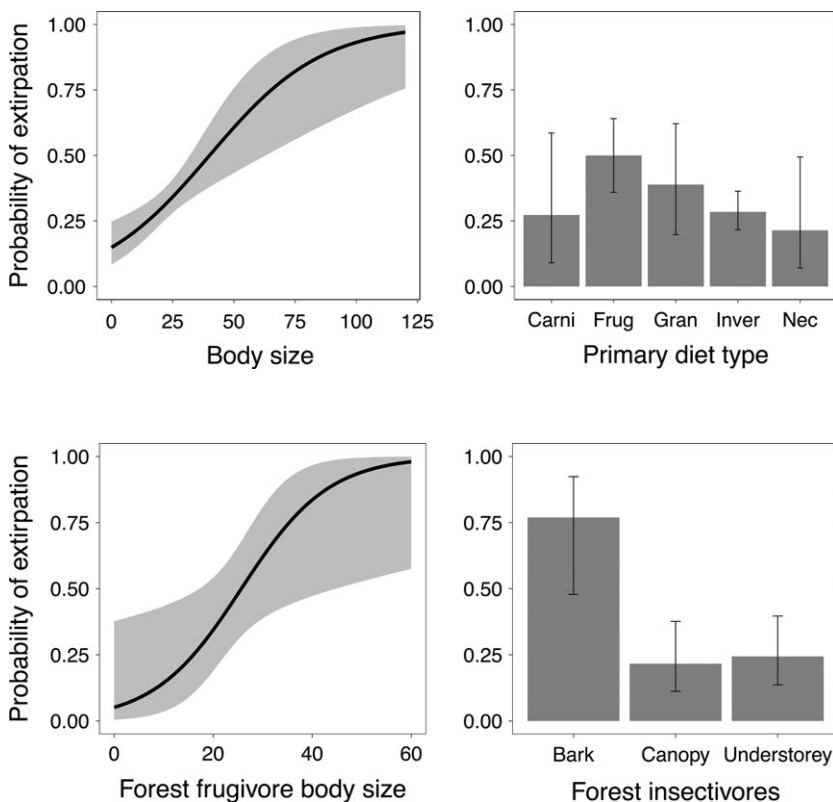 Probability of extirpation
1.00
0.75
0.50
0.25
0.00
0 25 50 75 100 125
Body size
1.00
0.75
0.50
0.25
0.00
Carni Frug Gran Inver Nec
Primary diet type
Probability of extirpation
1.00
0.75
0.50
0.25
0.00
0 20 40 60
Forest frugivore body size
1.00
0.75
0.50
0.25
0.00
Bark Canopy Understorey
Forest insectivores